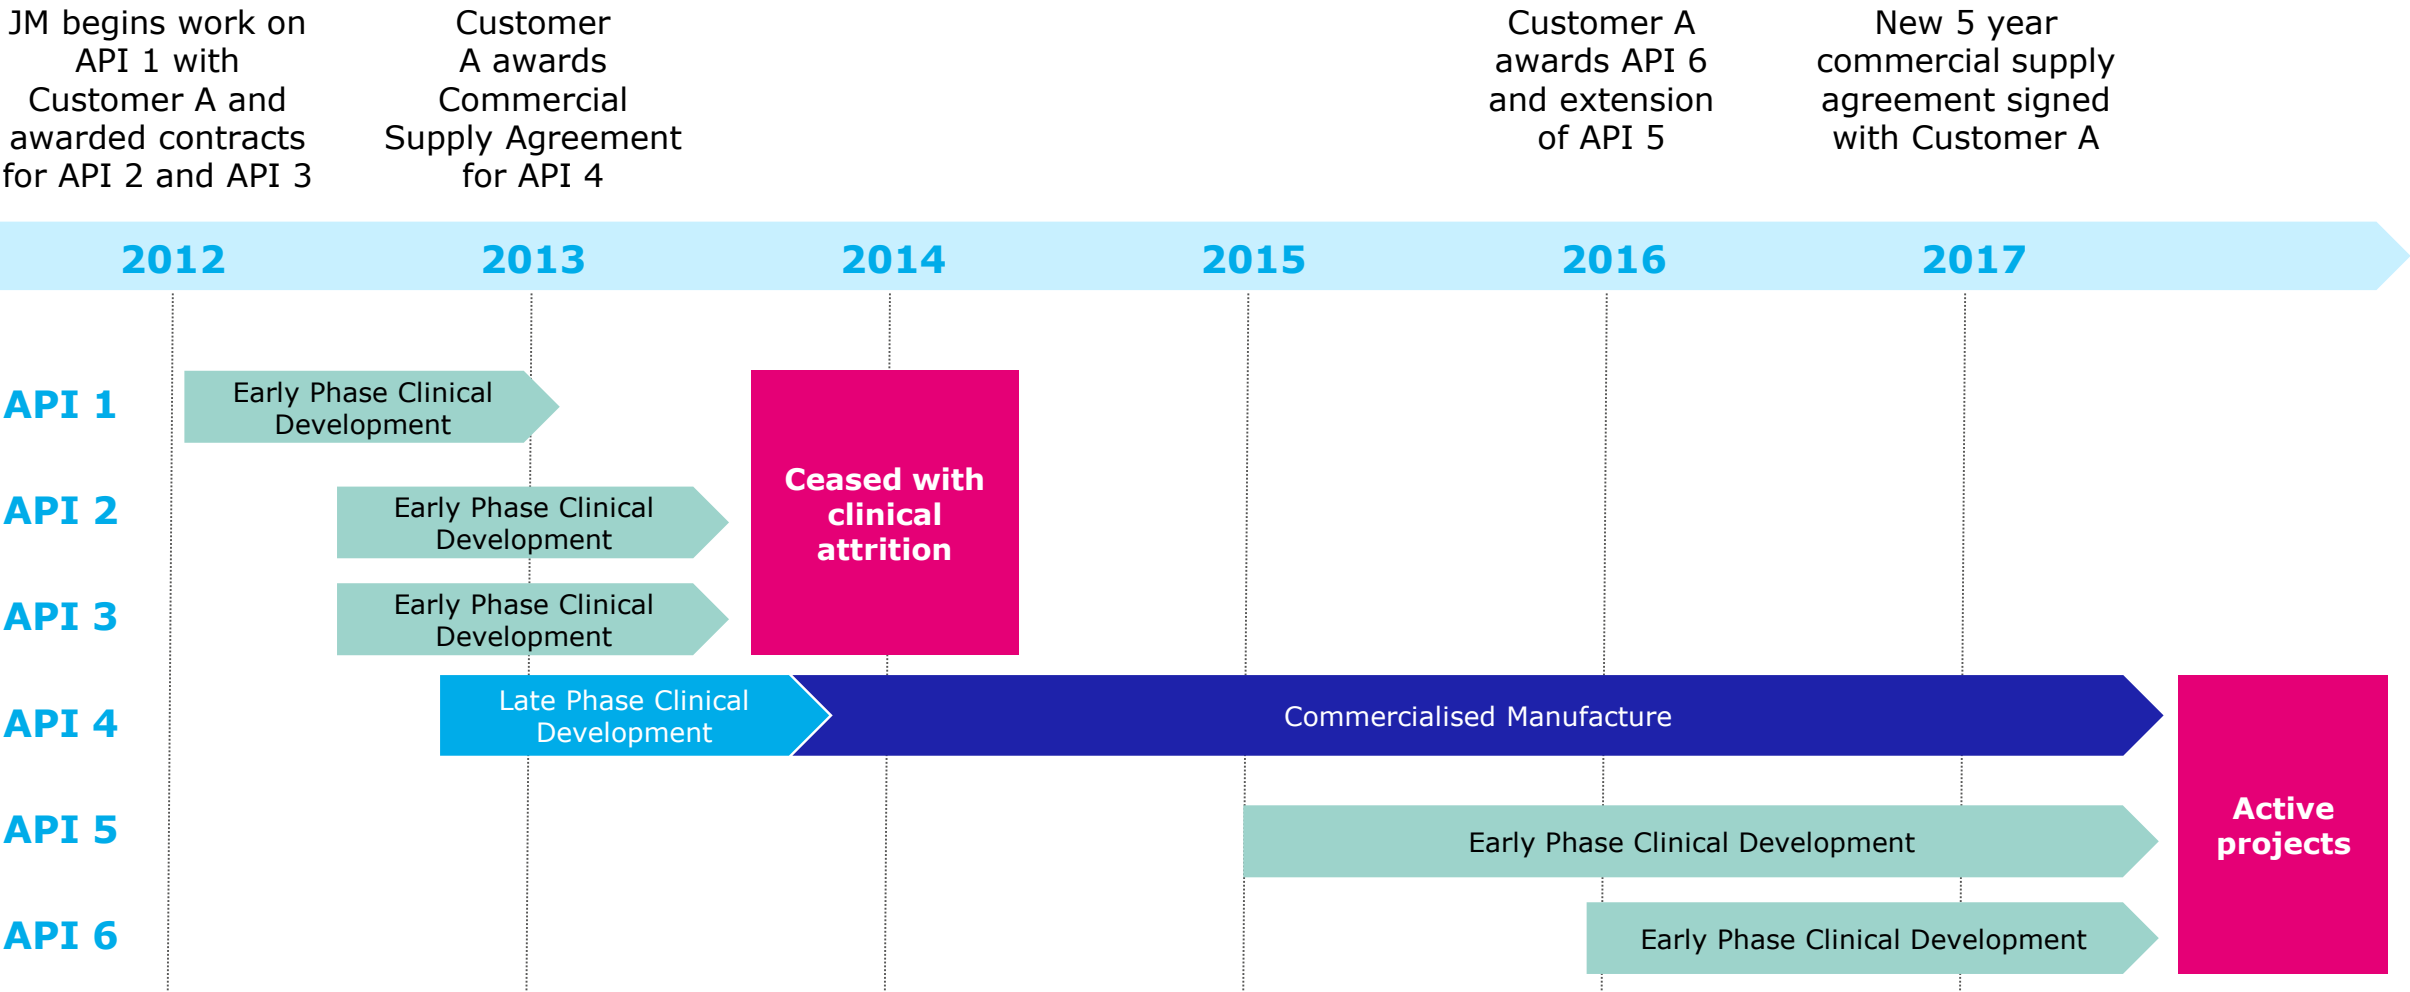 JM begins work on
API 1 with
Customer A and
awarded contracts
for API 2 and API 3
Customer
A awards
Commercial
Supply Agreement
for API 4
Customer A
awards API 6
and extension
of API 5
New 5 year
commercial supply
agreement signed
with Customer A
2012
2013
2014
2015
2016
2017
API 1
Early Phase Clinical
Development
API 2
Early Phase Clinical
Development
API 3
Early Phase Clinical
Development
Ceased with
clinical
attrition
API 4
Late Phase Clinical
Development
Commercialised Manufacture
API 5
Early Phase Clinical Development
API 6
Early Phase Clinical Development
Active
projects